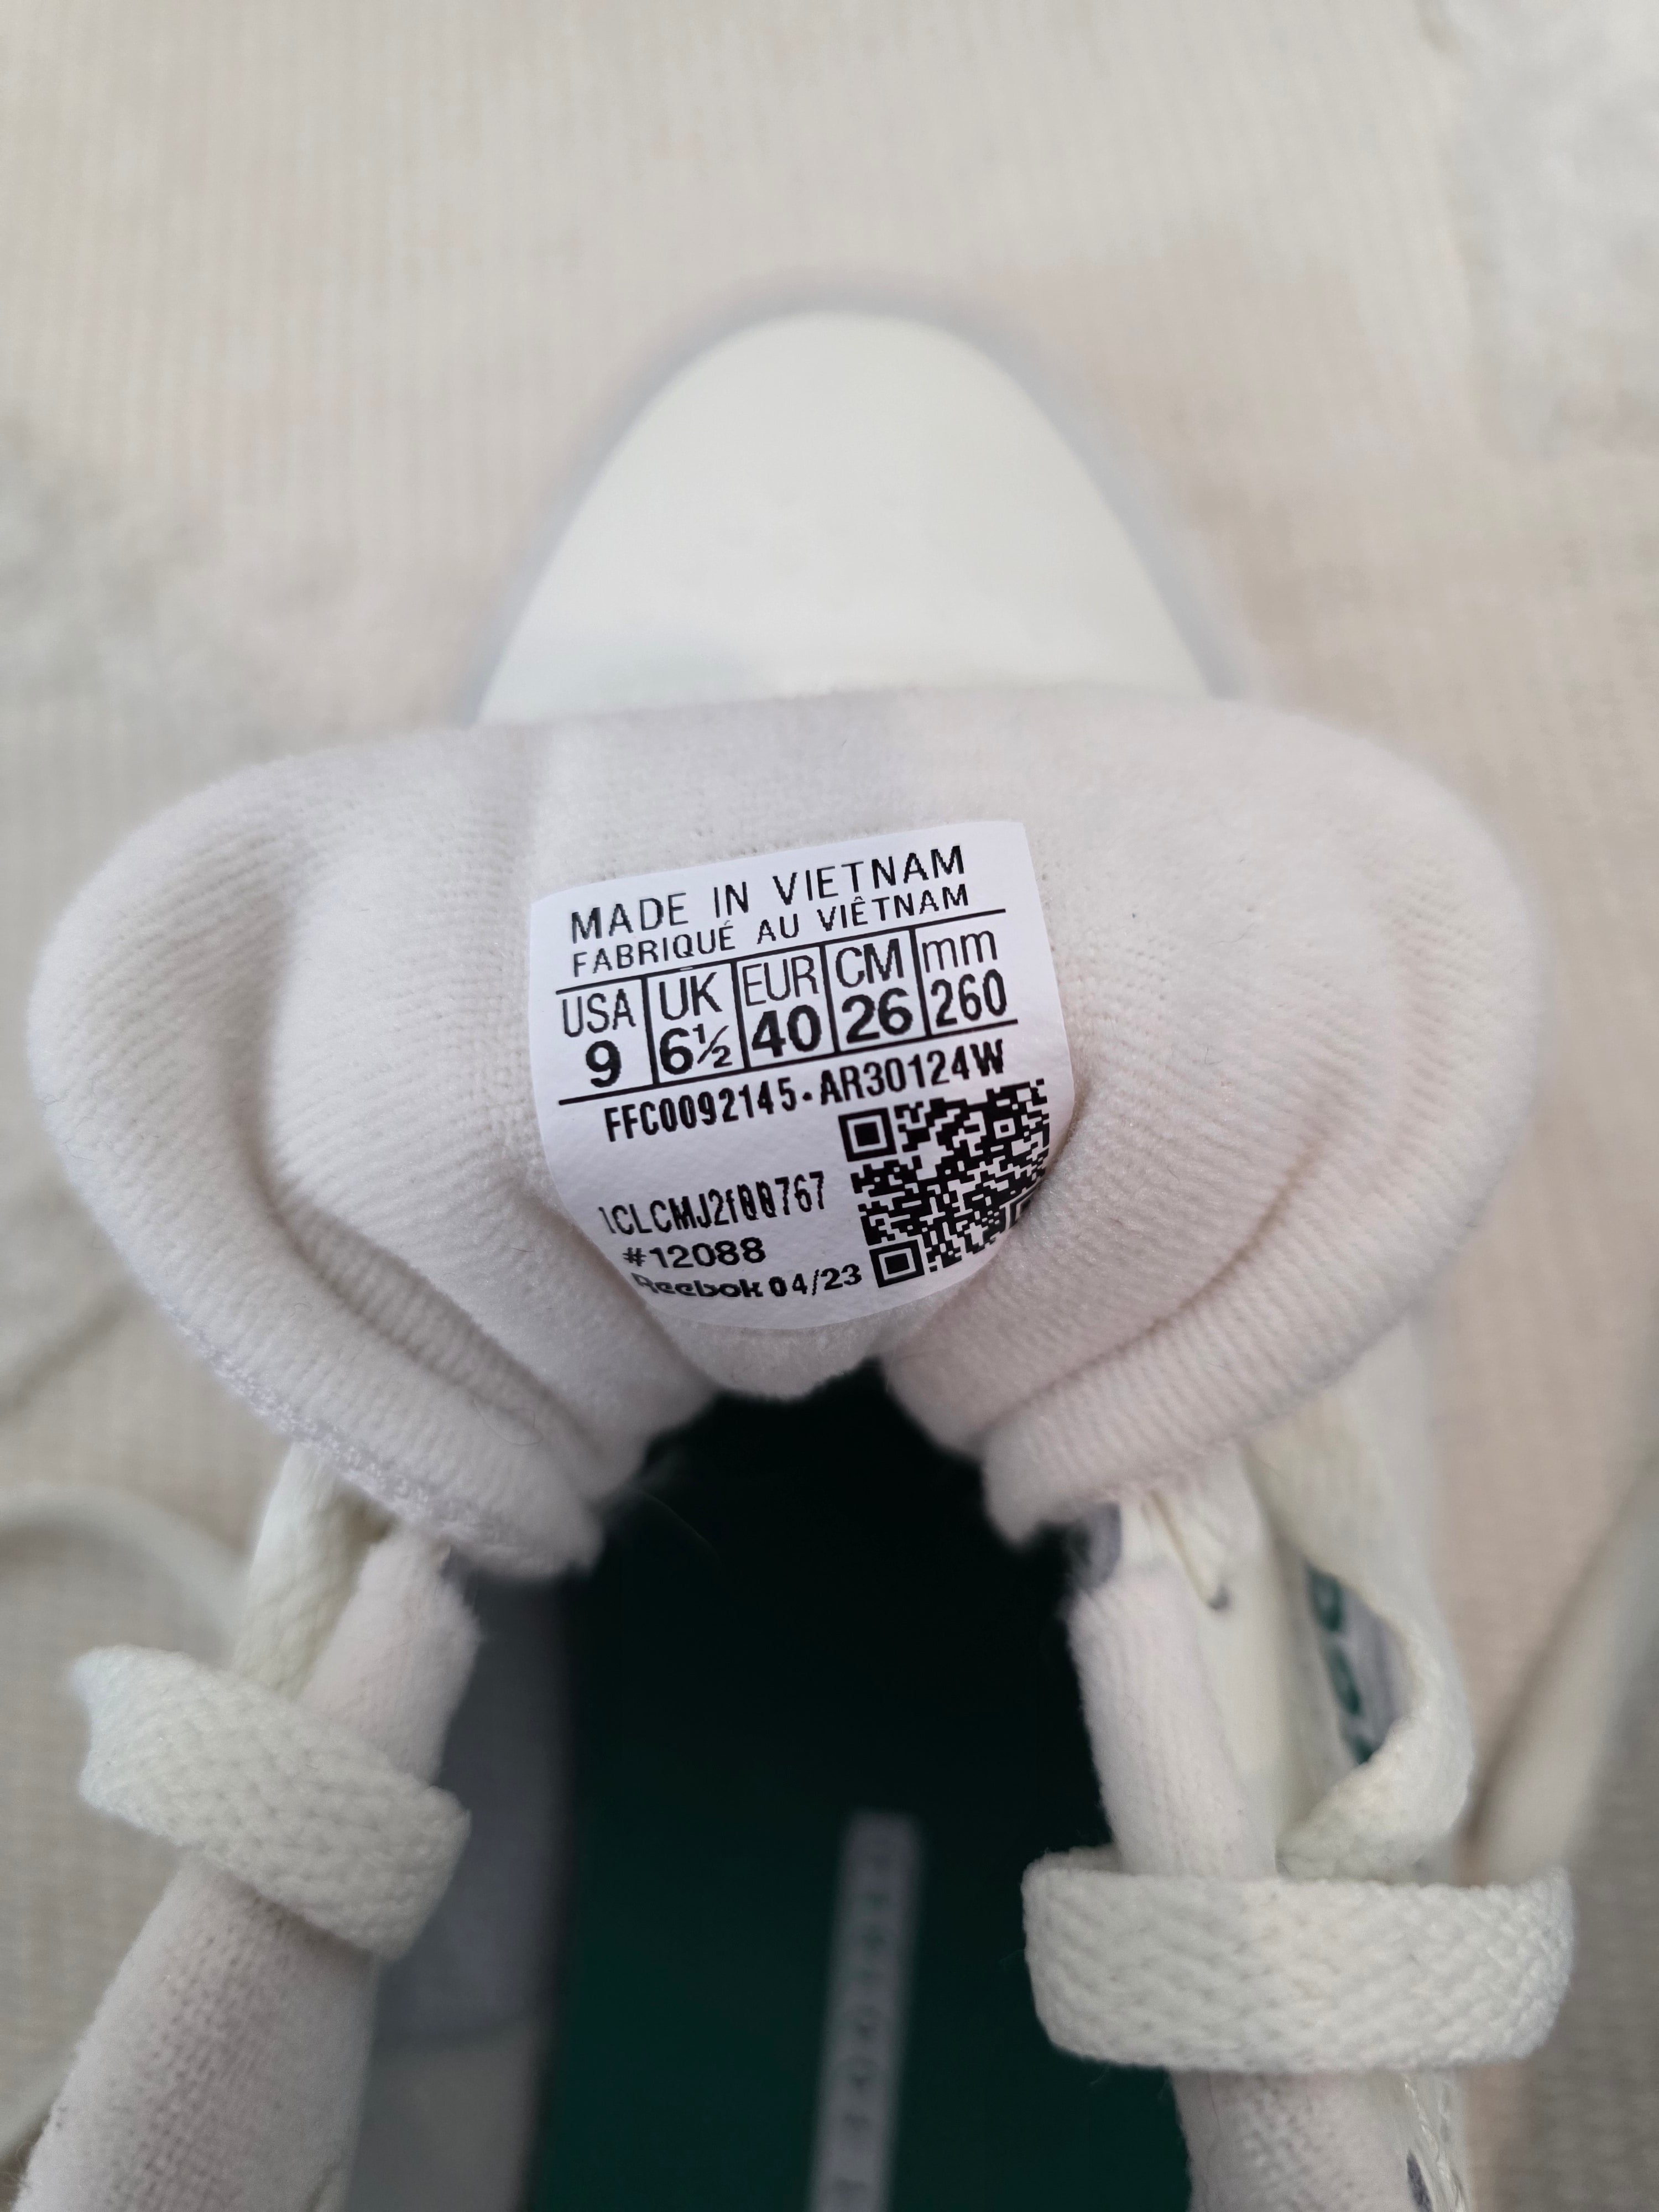 MADE IN VIETNAM
FABRIQUÉ AU VIÊTNAM
USA UK EUR CM mm
9 6½ 40 26 260
FFC0092145•AR30124W
1CLCMJ2f00767
#12088
Reebok 04/23